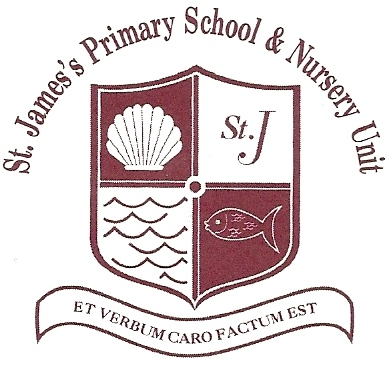 St. James's Primary School & Nursery Unit
St. J
ET VERBUM CARO FACTUM EST